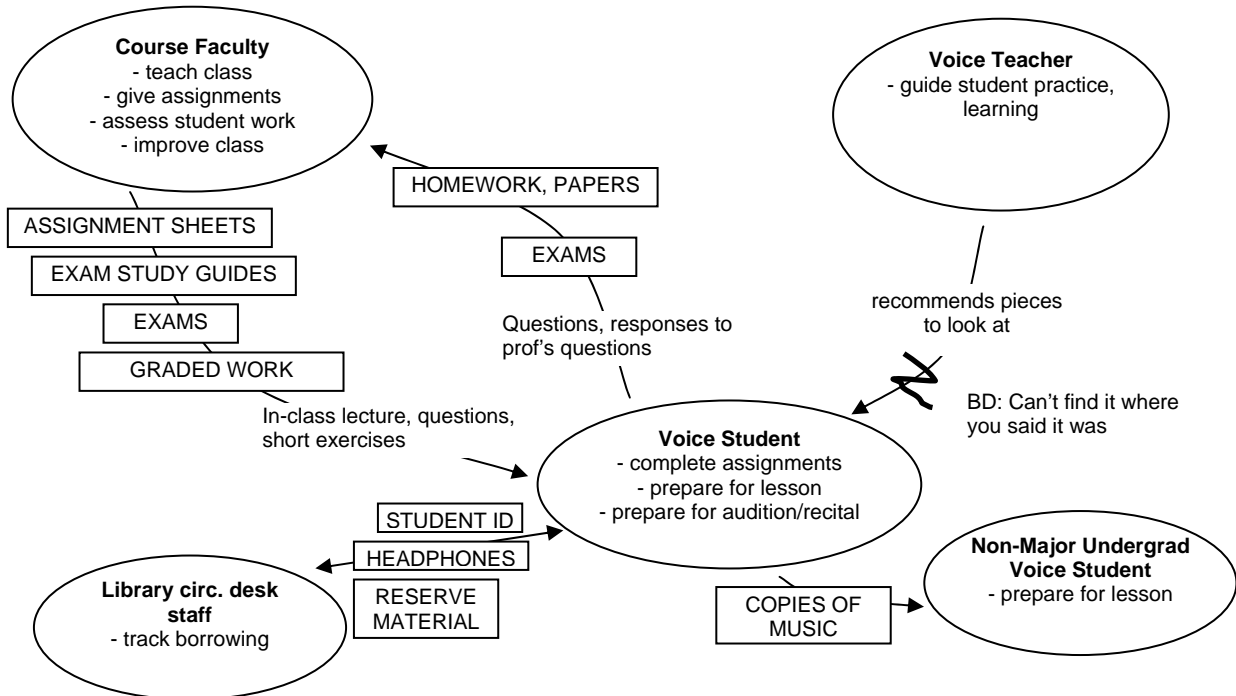 Course Faculty
- teach class
- give assignments
- assess student work
- improve class
Voice Teacher
- guide student practice,
learning
HOMEWORK, PAPERS
EXAMS
Questions, responses to
prof's questions
ASSIGNMENT SHEETS
EXAM STUDY GUIDES
EXAMS
GRADED WORK
In-class lecture, questions,
short exercises
recommends pieces
to look at
BD: Can't find it where
you said it was
Voice Student
- complete assignments
- prepare for lesson
- prepare for audition/recital
STUDENT ID
HEADPHONES
RESERVE
MATERIAL
Library circ. desk
staff
- track borrowing
COPIES OF
MUSIC
Non-Major Undergrad
Voice Student
- prepare for lesson